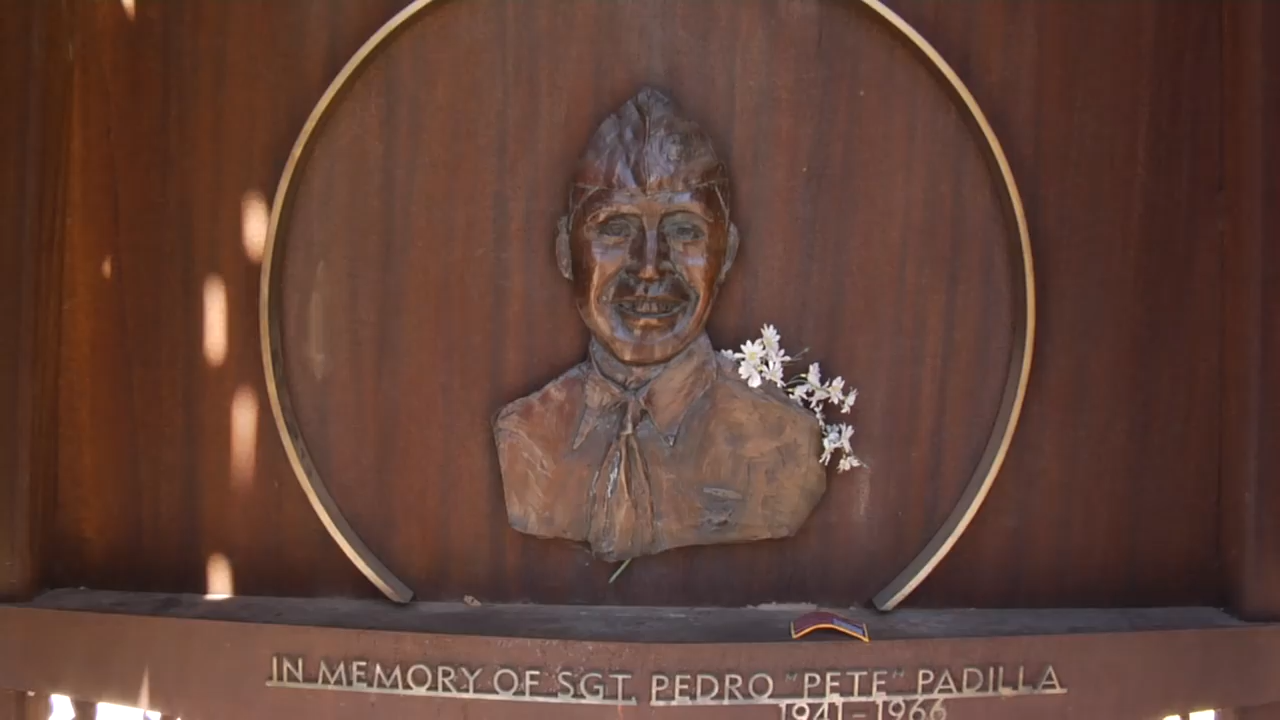 IN MEMORY OF SGT. PEDRO "PETE" PADILLA
1941-1966